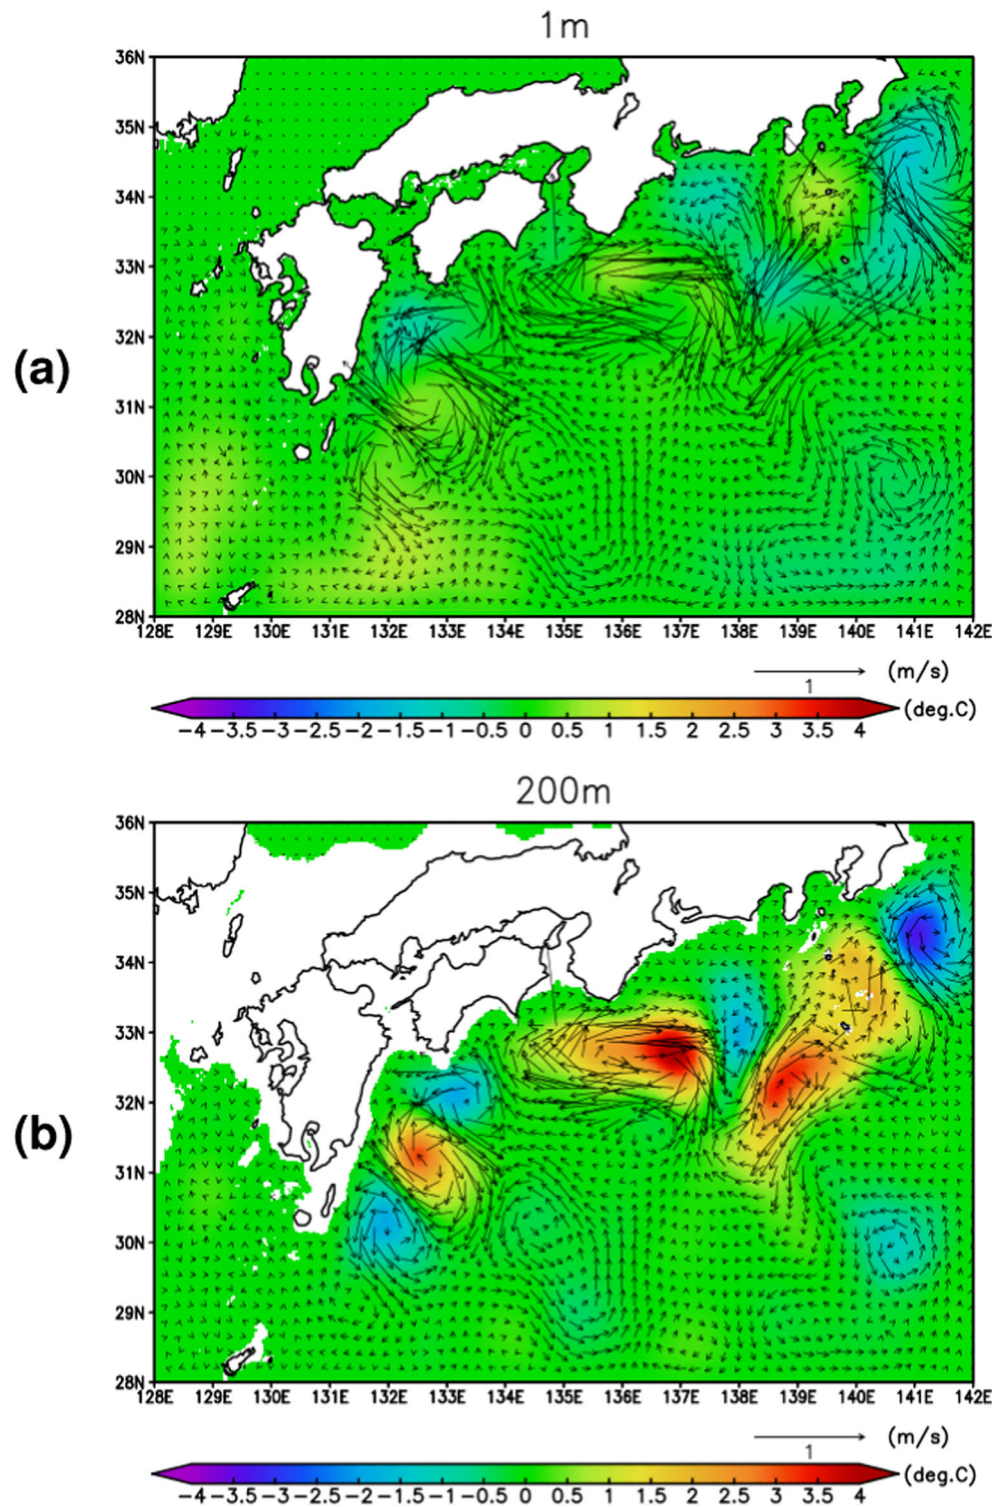 1m
36N
35N
34N
33N
(a)
32N
31N
30N
29N
28N
128E 129E 130E 131E 132E 133E 134E 135E 136E 137E 138E 139E 140E 141E 142E
1 (m/s)
(deg.C)
−4 −3.5 −3 −2.5 −2 −1.5 −1 −0.5 0 0.5 1 1.5 2 2.5 3 3.5 4
200m
36N
35N
34N
33N
(b)
32N
31N
30N
29N
28N
128E 129E 130E 131E 132E 133E 134E 135E 136E 137E 138E 139E 140E 141E 142E
1 (m/s)
(deg.C)
−4 −3.5 −3 −2.5 −2 −1.5 −1 −0.5 0 0.5 1 1.5 2 2.5 3 3.5 4